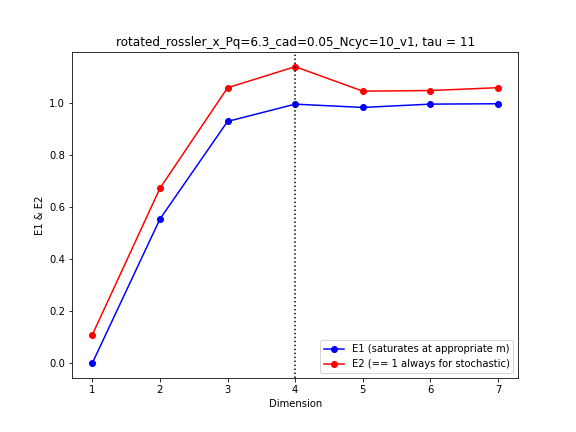 rotated_rossler_x_Pq=6.3_cad=0.05_Ncyc=10_v1, tau = 11
1.0
0.8
0.6
0.4
0.2
0.0
E1 & E2
E1 (saturates at appropriate m)
E2 (== 1 always for stochastic)
1 2 3 4 5 6 7
Dimension